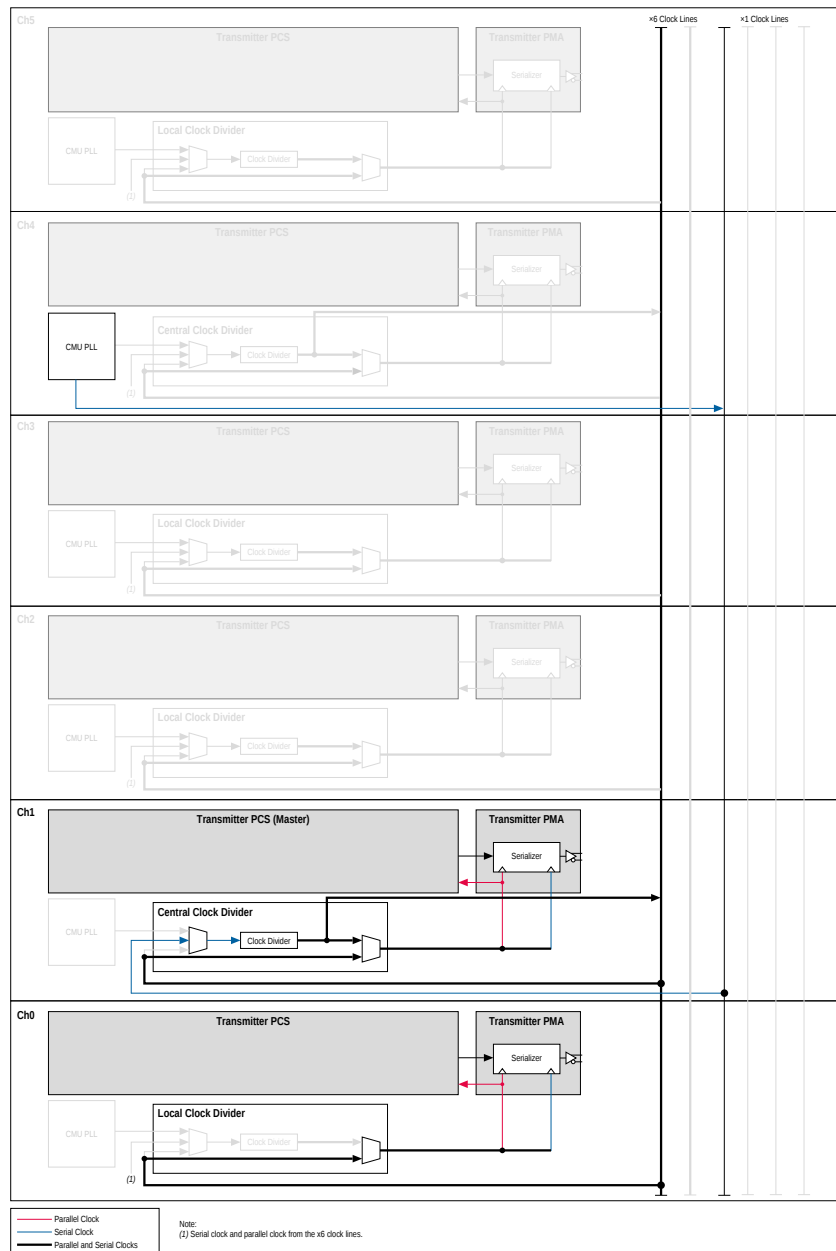 ×6 Clock Lines
×1 Clock Lines
Ch5
Transmitter PCS
Transmitter PMA
Serializer
Local Clock Divider
CMU PLL
Clock Divider
(1)
Ch4
Transmitter PCS
Transmitter PMA
Serializer
Central Clock Divider
CMU PLL
Clock Divider
(1)
Ch3
Transmitter PCS
Transmitter PMA
Serializer
Local Clock Divider
CMU PLL
Clock Divider
(1)
Ch2
Transmitter PCS
Transmitter PMA
Serializer
Local Clock Divider
CMU PLL
Clock Divider
(1)
Ch1
Transmitter PCS (Master)
Transmitter PMA
Serializer
Central Clock Divider
CMU PLL
Clock Divider
Ch0
Transmitter PCS
Transmitter PMA
Serializer
Local Clock Divider
CMU PLL
Clock Divider
(1)
Parallel Clock
Serial Clock
Parallel and Serial Clocks
Note:
(1) Serial clock and parallel clock from the x6 clock lines.